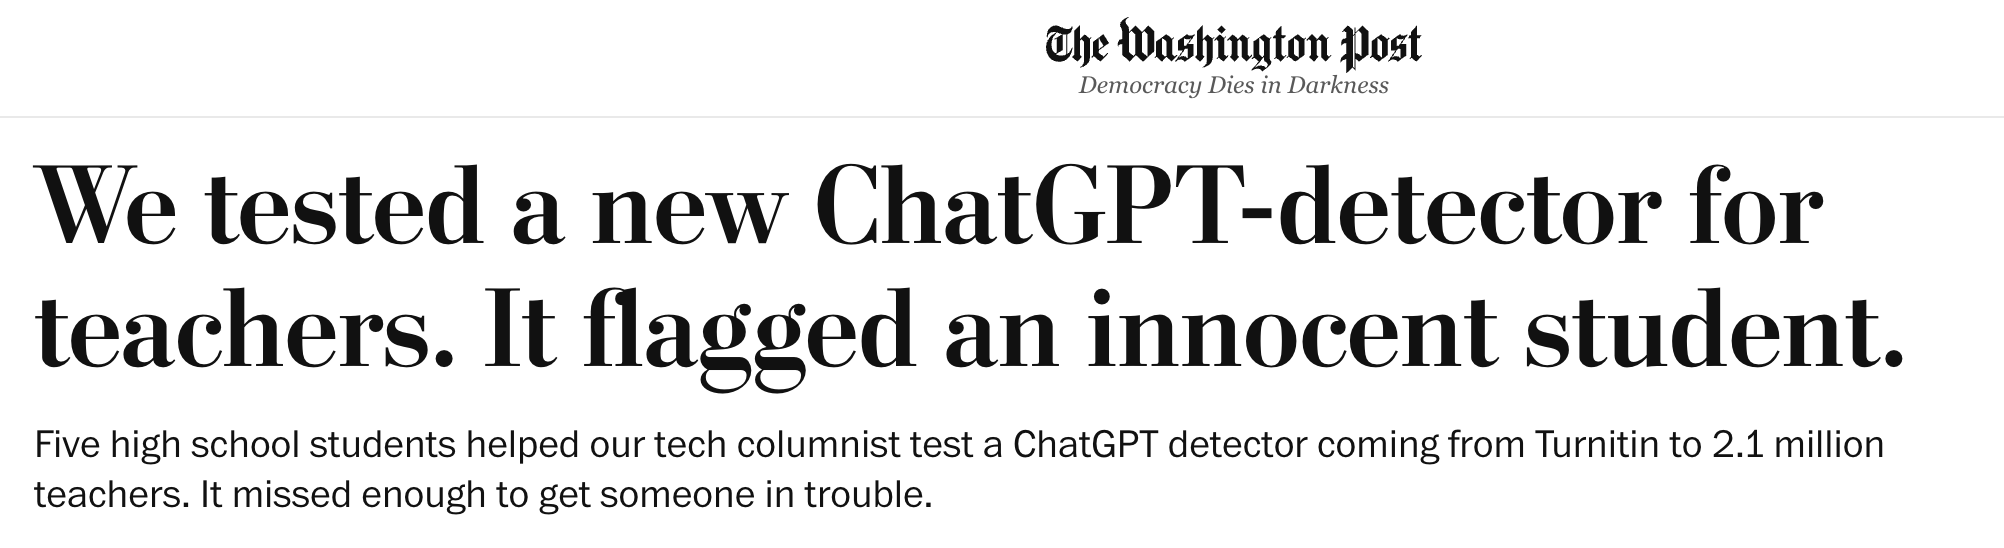 The Washington Post
Democracy Dies in Darkness
We tested a new ChatGPT-detector for
teachers. It flagged an innocent student.
Five high school students helped our tech columnist test a ChatGPT detector coming from Turnitin to 2.1 million
teachers. It missed enough to get someone in trouble.